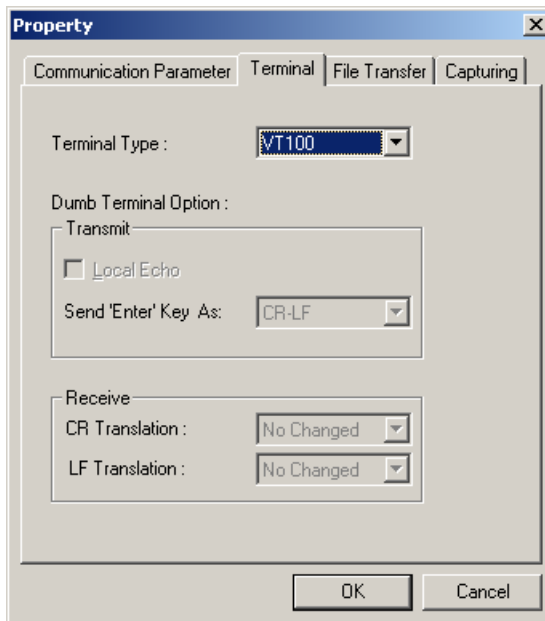 Property
Communication Parameter Terminal File Transfer Capturing
Terminal Type : VT100
Dumb Terminal Option :
Transmit
Local Echo
Send 'Enter' Key As: CR-LF
Receive
CR Translation : No Changed
LF Translation : No Changed
OK Cancel